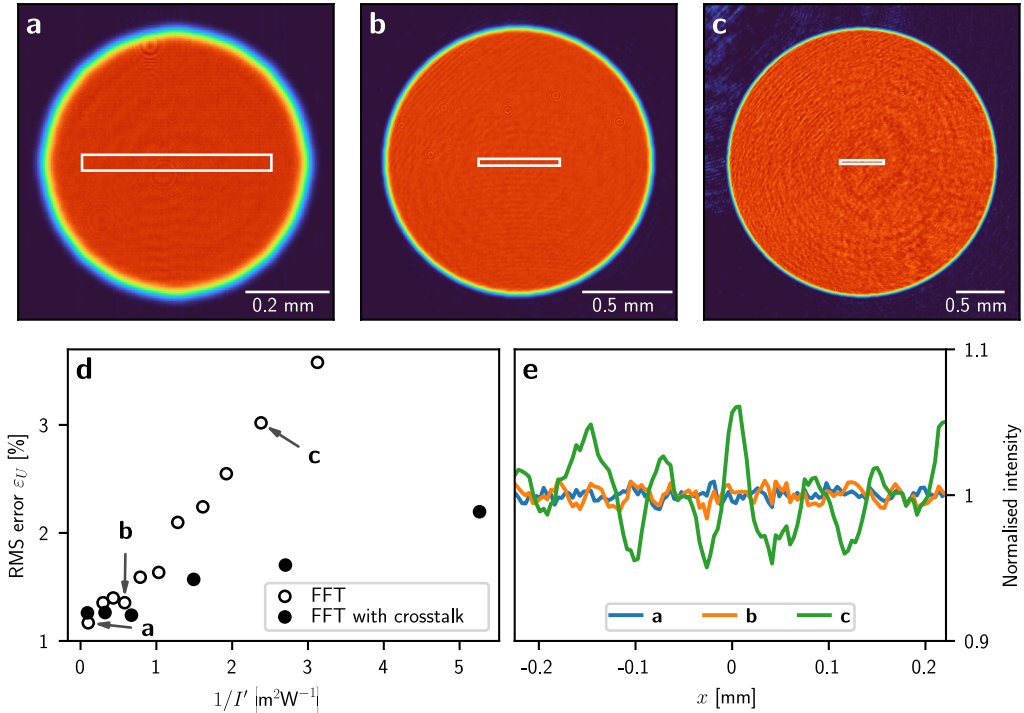 a
0.2 mm
b
0.5 mm
c
0.5 mm
d
RMS error ε_U [%]
3
2
1
0
1
2
3
4
5
1/I′ [m²W⁻¹]
a
b
c
FFT
FFT with crosstalk
e
a
b
c
-0.2
-0.1
0
0.1
0.2
x [mm]
1.1
1
0.9
Normalised intensity